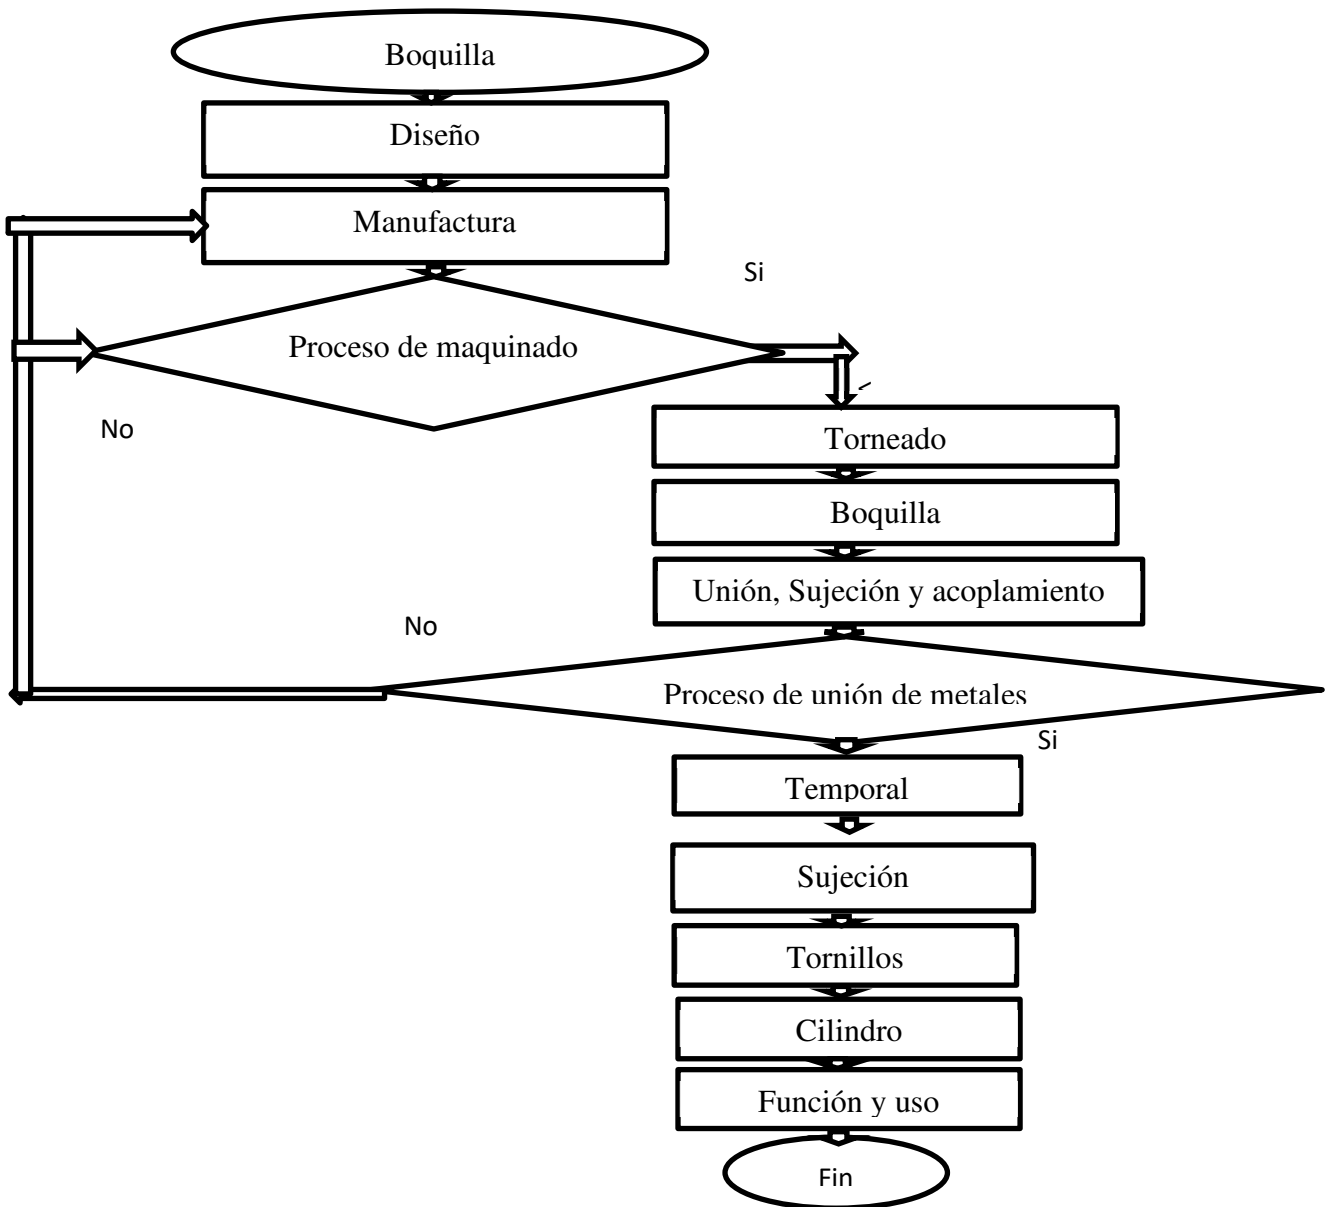 Boquilla
Diseño
Manufactura
Si
Proceso de maquinado
No
Torneado
Boquilla
Unión, Sujeción y acoplamiento
No
Proceso de unión de metales
Si
Temporal
Sujeción
Tornillos
Cilindro
Función y uso
Fin